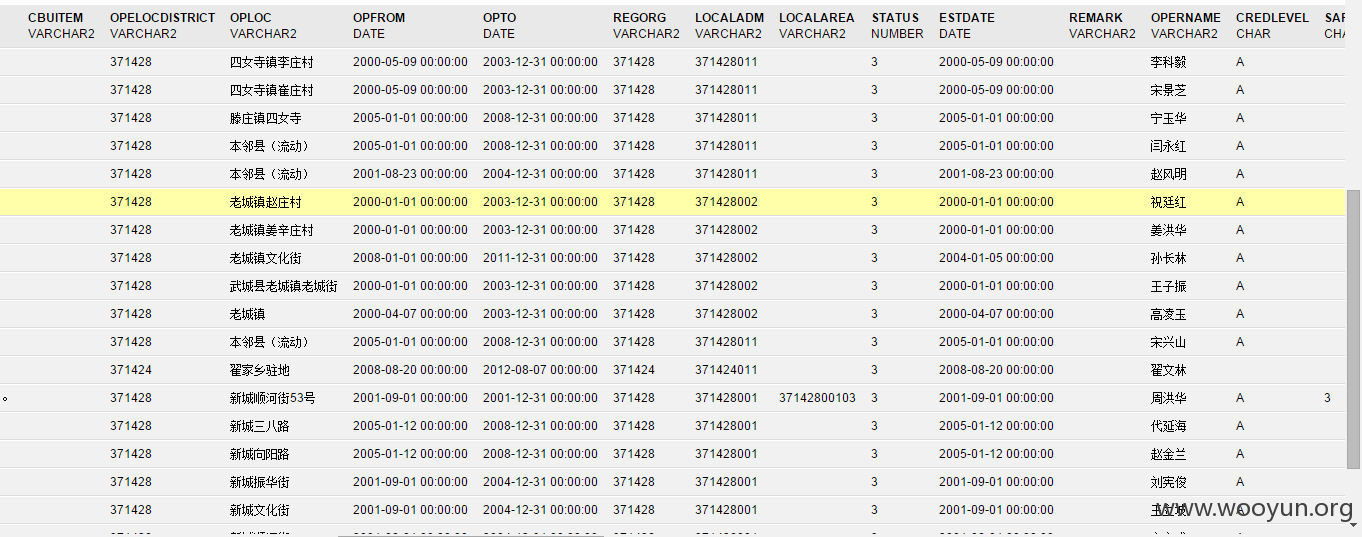 CBUITEM OPELOCDISTRICT OPLOC OPFROM OPTO REGORG LOCALADM LOCALAREA STATUS ESTDATE REMARK OPERNAME CREDLEVEL
VARCHAR2 VARCHAR2 VARCHAR2 DATE DATE VARCHAR2 VARCHAR2 VARCHAR2 NUMBER DATE VARCHAR2 VARCHAR2 CHAR
371428 四女寺镇李庄村 2000-05-09 00:00:00 2003-12-31 00:00:00 371428 371428011 3 2000-05-09 00:00:00 李科毅 A
371428 四女寺镇崔庄村 2000-05-09 00:00:00 2003-12-31 00:00:00 371428 371428011 3 2000-05-09 00:00:00 宋景芝 A
371428 滕庄镇四女寺 2005-01-01 00:00:00 2008-12-31 00:00:00 371428 371428011 3 2005-01-01 00:00:00 宁玉华 A
371428 本邻县（流动） 2005-01-01 00:00:00 2008-12-31 00:00:00 371428 371428011 3 2005-01-01 00:00:00 闫永红 A
371428 本邻县（流动） 2001-08-23 00:00:00 2004-12-31 00:00:00 371428 371428011 3 2001-08-23 00:00:00 赵风明 A
371428 老城镇赵庄村 2000-01-01 00:00:00 2003-12-31 00:00:00 371428 371428002 3 2000-01-01 00:00:00 祝廷红 A
371428 老城镇姜辛庄村 2000-01-01 00:00:00 2003-12-31 00:00:00 371428 371428002 3 2000-01-01 00:00:00 姜洪华 A
371428 老城镇文化街 2008-01-01 00:00:00 2011-12-31 00:00:00 371428 371428002 3 2004-01-05 00:00:00 孙长林 A
371428 武城县老城镇老城街 2000-01-01 00:00:00 2003-12-31 00:00:00 371428 371428002 3 2000-01-01 00:00:00 王子振 A
371428 老城镇 2000-04-07 00:00:00 2003-12-31 00:00:00 371428 371428002 3 2000-04-07 00:00:00 高凌玉 A
371428 本邻县（流动） 2005-01-01 00:00:00 2008-12-31 00:00:00 371428 371428011 3 2005-01-01 00:00:00 宋兴山 A
371424 翟家乡驻地 2008-08-20 00:00:00 2012-08-07 00:00:00 371424 371424011 3 2008-08-20 00:00:00 翟文林
。 371428 新城顺河街53号 2001-09-01 00:00:00 2001-12-31 00:00:00 371428 371428001 37142800103 3 2001-09-01 00:00:00 周洪华 A 3
371428 新城三八路 2005-01-12 00:00:00 2008-12-31 00:00:00 371428 371428001 3 2005-01-12 00:00:00 代延海 A
371428 新城向阳路 2005-01-12 00:00:00 2008-12-31 00:00:00 371428 371428001 3 2005-01-12 00:00:00 赵金兰 A
371428 新城振华街 2001-09-01 00:00:00 2004-12-31 00:00:00 371428 371428001 3 2001-09-01 00:00:00 刘宪俊 A
371428 新城文化街 2001-09-01 00:00:00 2004-12-31 00:00:00 371428 371428001 3 2001-09-01 00:00:00 A
www.wooyun.org